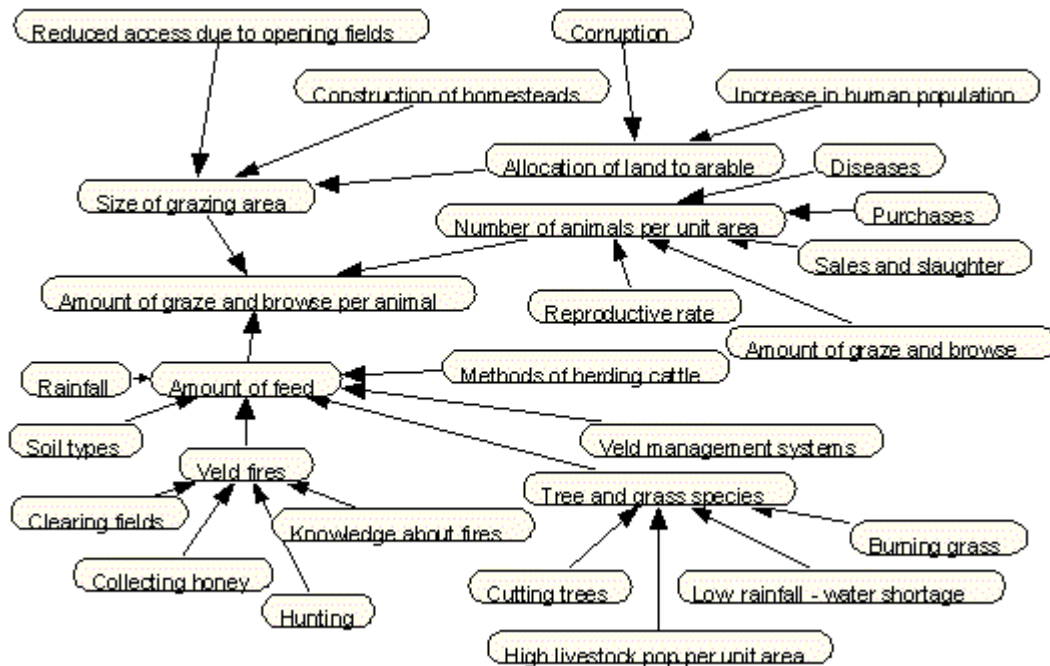 Reduced access due to opening fields
Corruption
Construction of homesteads
Increase in human population
Allocation of land to arable
Diseases
Size of grazing area
Number of animals per unit area
Purchases
Sales and slaughter
Amount of graze and browse per animal
Reproductive rate
Amount of graze and browse
Rainfall
Amount of feed
Methods of herding cattle
Soil types
Veld management systems
Veld fires
Tree and grass species
Clearing fields
Knowledge about fires
Burning grass
Collecting honey
Cutting trees
Low rainfall - water shortage
Hunting
High livestock pop. per unit area